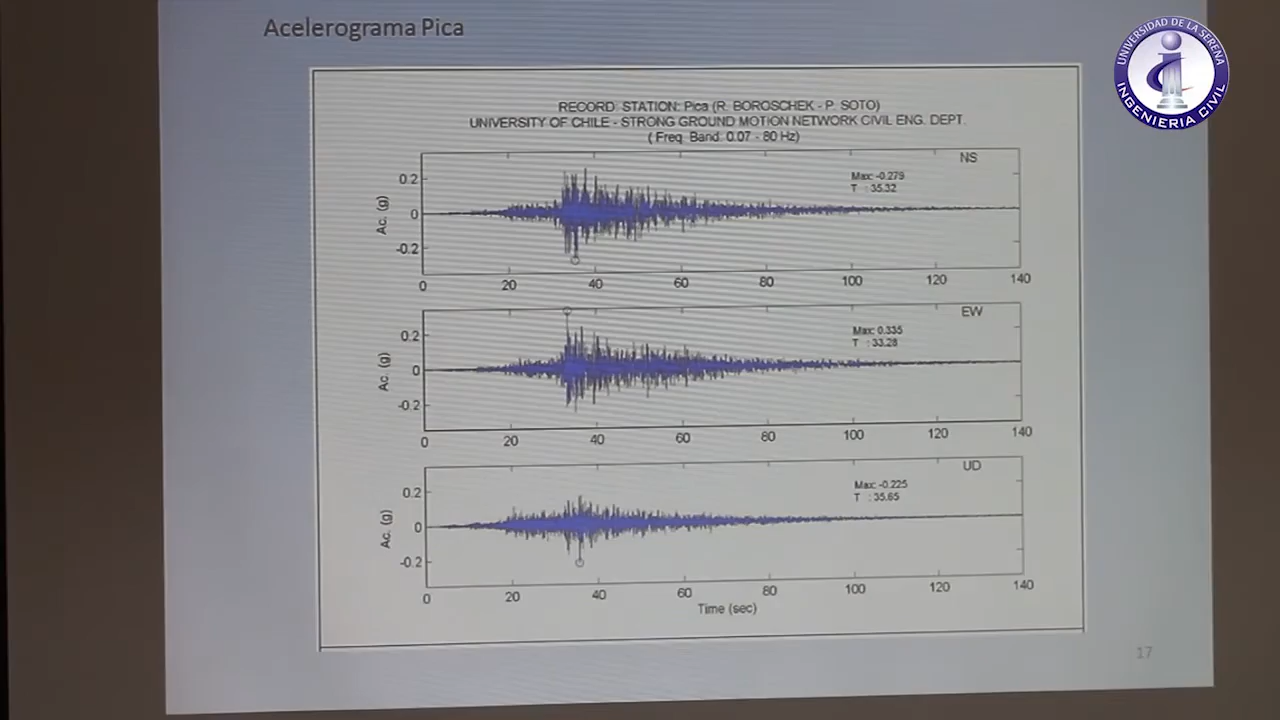 Acelerograma Pica
UNIVERSIDAD DE LA SERENA
INGENIERIA CIVIL
RECORD STATION: Pica (R. BOROSCHEK - P. SOTO)
UNIVERSITY OF CHILE - STRONG GROUND MOTION NETWORK CIVIL ENG. DEPT.
( Freq. Band: 0.07 - 80 Hz)
NS
Max: -0.279
T : 35.32
Ac. (g)
0.2
0
-0.2
0 20 40 60 80 100 120 140
EW
Max: 0.335
T : 33.28
Ac. (g)
0.2
0
-0.2
0 20 40 60 80 100 120 140
UD
Max: -0.225
T : 35.65
Ac. (g)
0.2
0
-0.2
0 20 40 60 80 100 120 140
Time (sec)
17